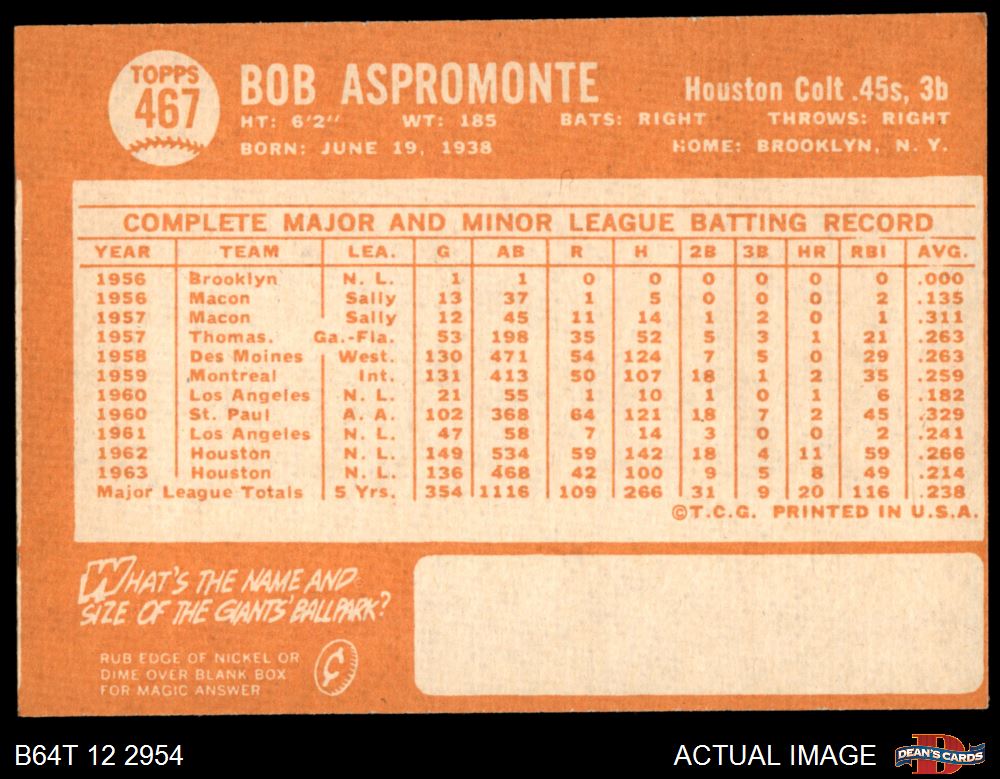 TOPPS
467
BOB ASPROMONTE
Houston Colt .45s, 3b
HT: 6'2" WT: 185 BATS: RIGHT THROWS: RIGHT
BORN: JUNE 19, 1938 HOME: BROOKLYN, N. Y.
COMPLETE MAJOR AND MINOR LEAGUE BATTING RECORD
YEAR TEAM LEA. G AB R H 2B 3B HR RBI AVG.
1956 Brooklyn N. L. 1 1 0 0 0 0 0 0 .000
1956 Macon Sally 13 37 1 5 0 0 0 2 .135
1957 Macon Sally 12 45 11 14 1 2 0 1 .311
1957 Thomas. Ga.-Fla. 53 198 35 52 5 3 1 21 .263
1958 Des Moines West. 130 471 54 124 7 5 0 29 .263
1959 Montreal Int. 131 413 50 107 18 1 2 35 .259
1960 Los Angeles N. L. 21 55 1 10 1 0 1 6 .182
1960 St. Paul A. A. 102 368 64 121 18 7 2 45 .329
1961 Los Angeles N. L. 47 58 7 14 3 0 0 2 .241
1962 Houston N. L. 149 534 59 142 18 4 11 59 .266
1963 Houston N. L. 136 468 42 100 9 5 8 49 .214
Major League Totals 5 Yrs. 354 1116 109 266 31 9 20 116 .238
©T.C.G. PRINTED IN U.S.A.
WHAT'S THE NAME AND
SIZE OF THE GIANTS' BALLPARK?
RUB EDGE OF NICKEL OR
DIME OVER BLANK BOX
FOR MAGIC ANSWER
B64T 12 2954
ACTUAL IMAGE
D
DEAN'S CARDS